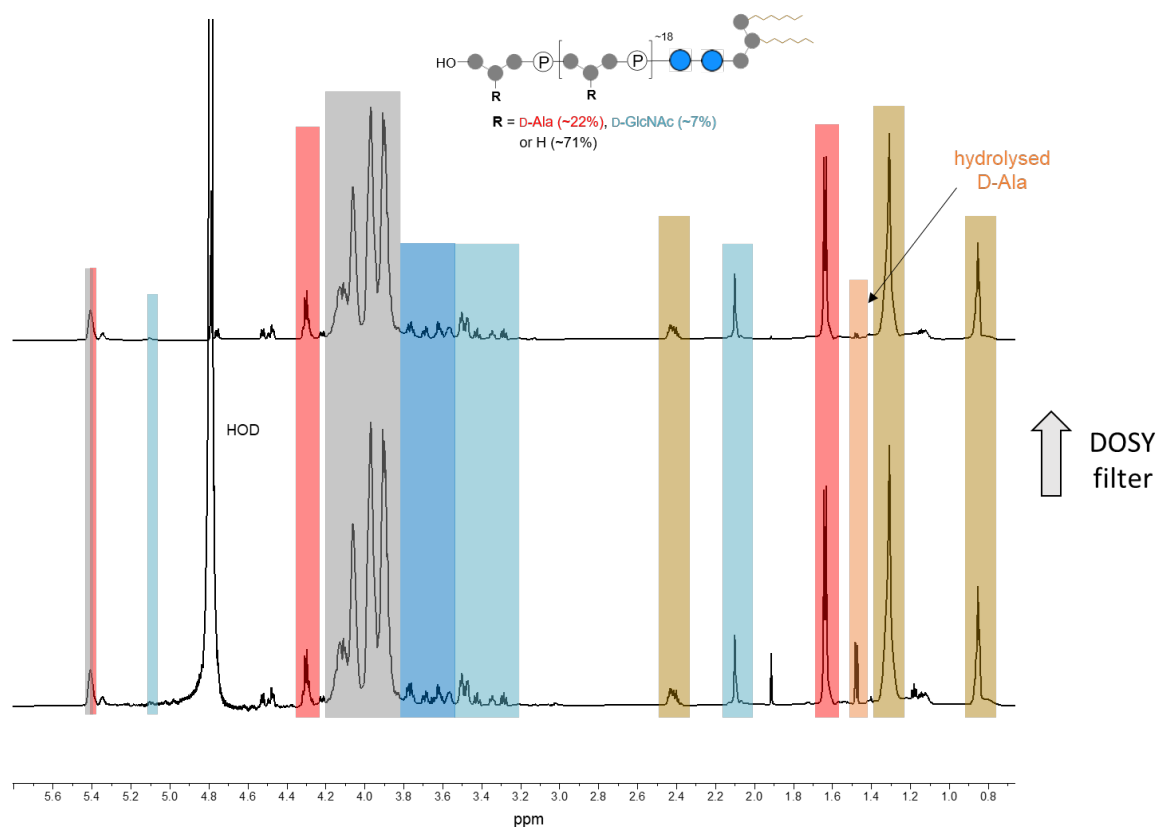 ~18
HO
P
P
R
R
R = D-Ala (~22%), D-GlcNAc (~7%)
or H (~71%)
hydrolysed
D-Ala
HOD
DOSY
filter
5.6 5.4 5.2 5.0 4.8 4.6 4.4 4.2 4.0 3.8 3.6 3.4 3.2 3.0 2.8 2.6 2.4 2.2 2.0 1.8 1.6 1.4 1.2 1.0 0.8
ppm